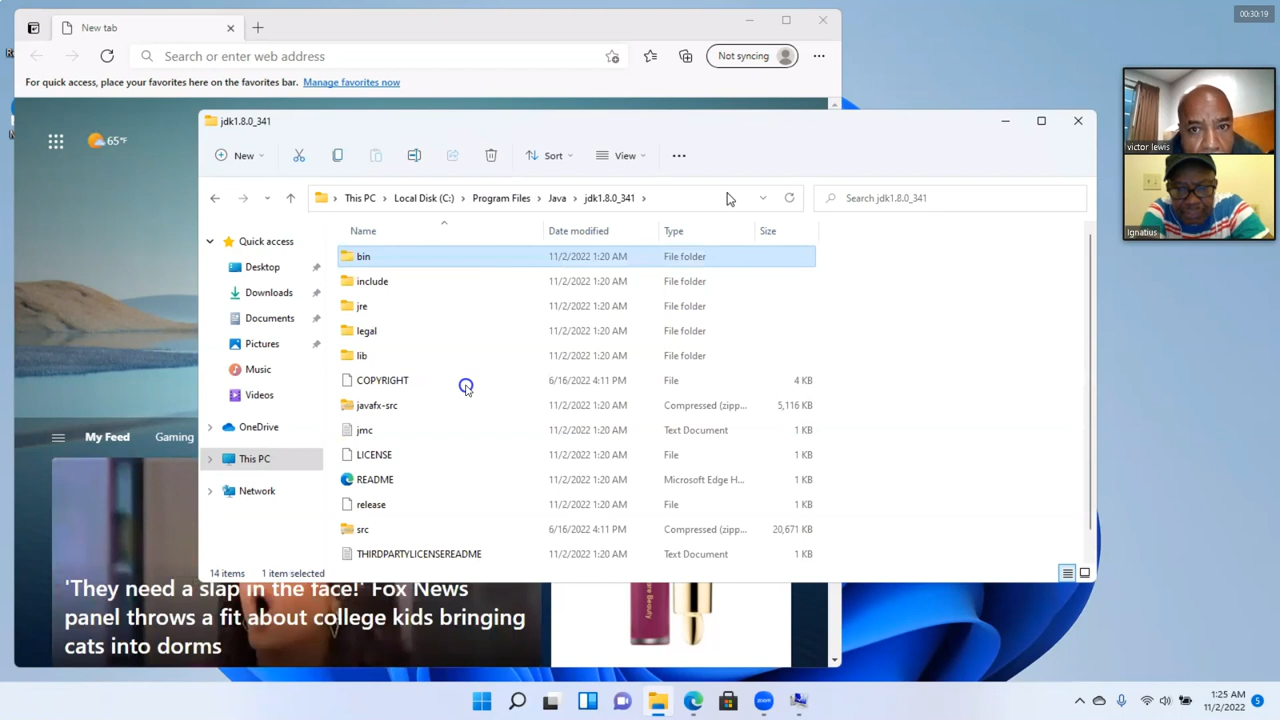 00:30:19
New tab
Search or enter web address
Not syncing
For quick access, place your favorites here on the favorites bar. Manage favorites now
65°F
My Feed Gaming
jdk1.8.0_341
New Sort View
This PC Local Disk (C:) Program Files Java jdk1.8.0_341
Search jdk1.8.0_341
Quick access
Desktop
Downloads
Documents
Pictures
Music
Videos
OneDrive
This PC
Network
Name Date modified Type Size
bin 11/2/2022 1:20 AM File folder
include 11/2/2022 1:20 AM File folder
jre 11/2/2022 1:20 AM File folder
legal 11/2/2022 1:20 AM File folder
lib 11/2/2022 1:20 AM File folder
COPYRIGHT 6/16/2022 4:11 PM File 4 KB
javafx-src 11/2/2022 1:20 AM Compressed (zipp... 5,116 KB
jmc 11/2/2022 1:20 AM Text Document 1 KB
LICENSE 11/2/2022 1:20 AM File 1 KB
README 11/2/2022 1:20 AM Microsoft Edge H... 1 KB
release 11/2/2022 1:20 AM File 1 KB
src 6/16/2022 4:11 PM Compressed (zipp... 20,671 KB
THIRDPARTYLICENSEREADME 11/2/2022 1:20 AM Text Document 1 KB
14 items 1 item selected
victor lewis
Ignatius
'They need a slap in the face!' Fox News
panel throws a fit about college kids bringing
cats into dorms
zoom
1:25 AM
11/2/2022
5